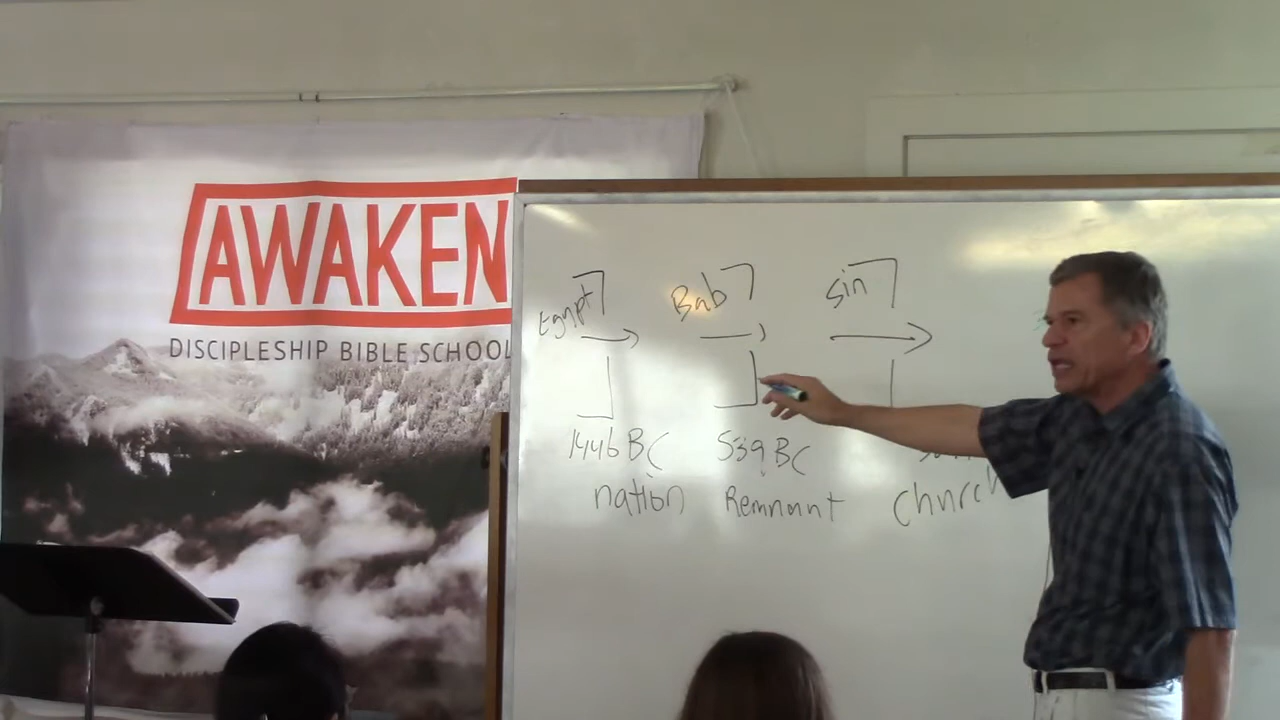 AWAKEN
DISCIPLESHIP BIBLE SCHOOL
Egypt Bab Sin
1446 BC 539 BC
nation Remnant Church